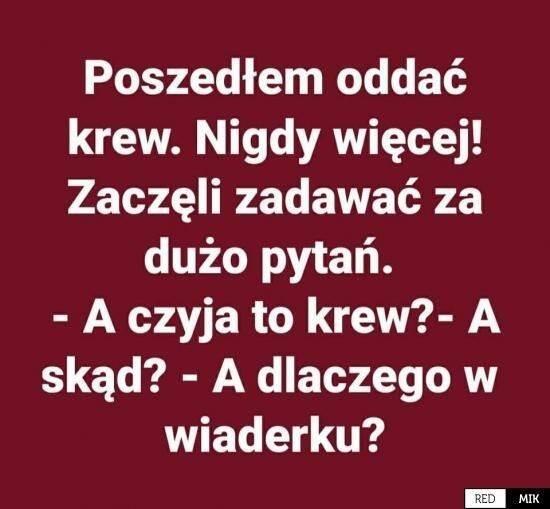 Poszedłem oddać
krew. Nigdy więcej!
Zaczęli zadawać za
dużo pytań.
- A czyja to krew?- A
skąd? - A dlaczego w
wiaderku?
RED MIK